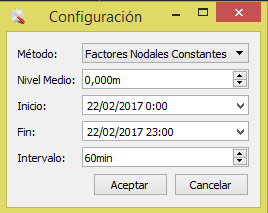 Configuración
Método: Factores Nodales Constantes
Nivel Medio: 0,000m
Inicio: 22/02/2017 0:00
Fin: 22/02/2017 23:00
Intervalo: 60min
Aceptar Cancelar